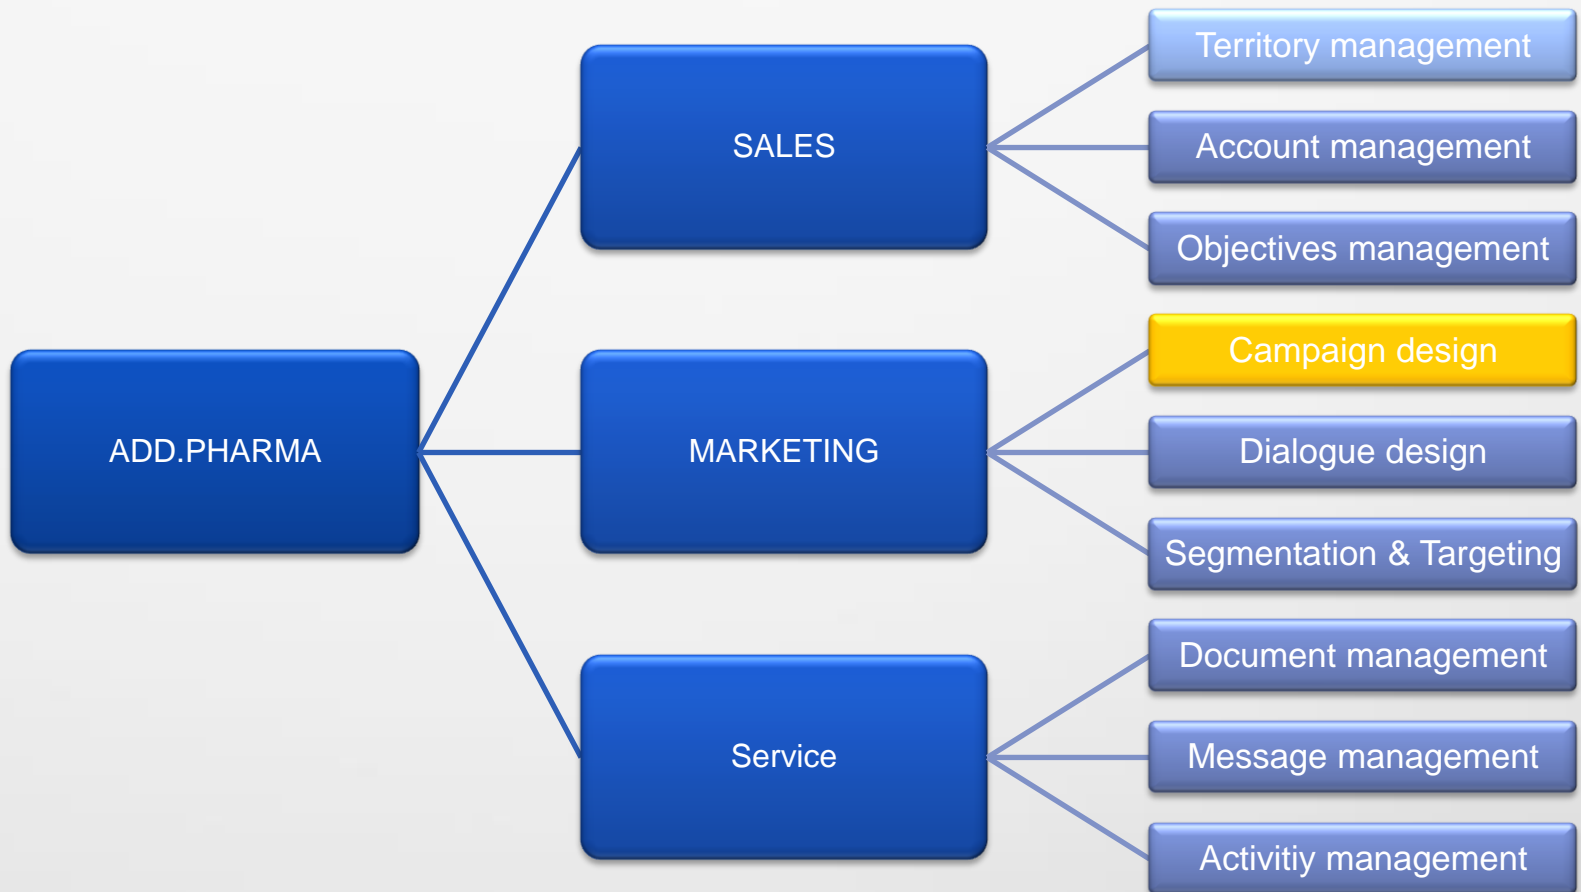 ADD.PHARMA
SALES
Territory management
Account management
Objectives management
MARKETING
Campaign design
Dialogue design
Segmentation & Targeting
Service
Document management
Message management
Activitiy management